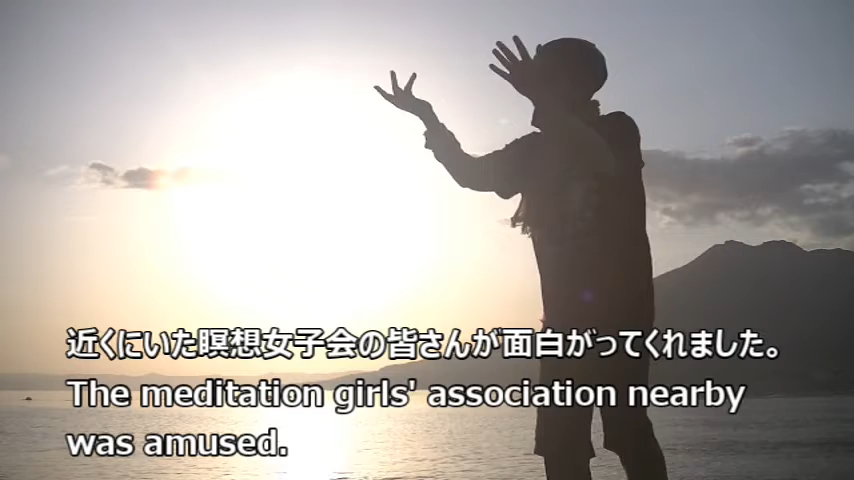 近くにいた瞑想女子会の皆さんが面白がってくれました。
The meditation girls' association nearby
was amused.